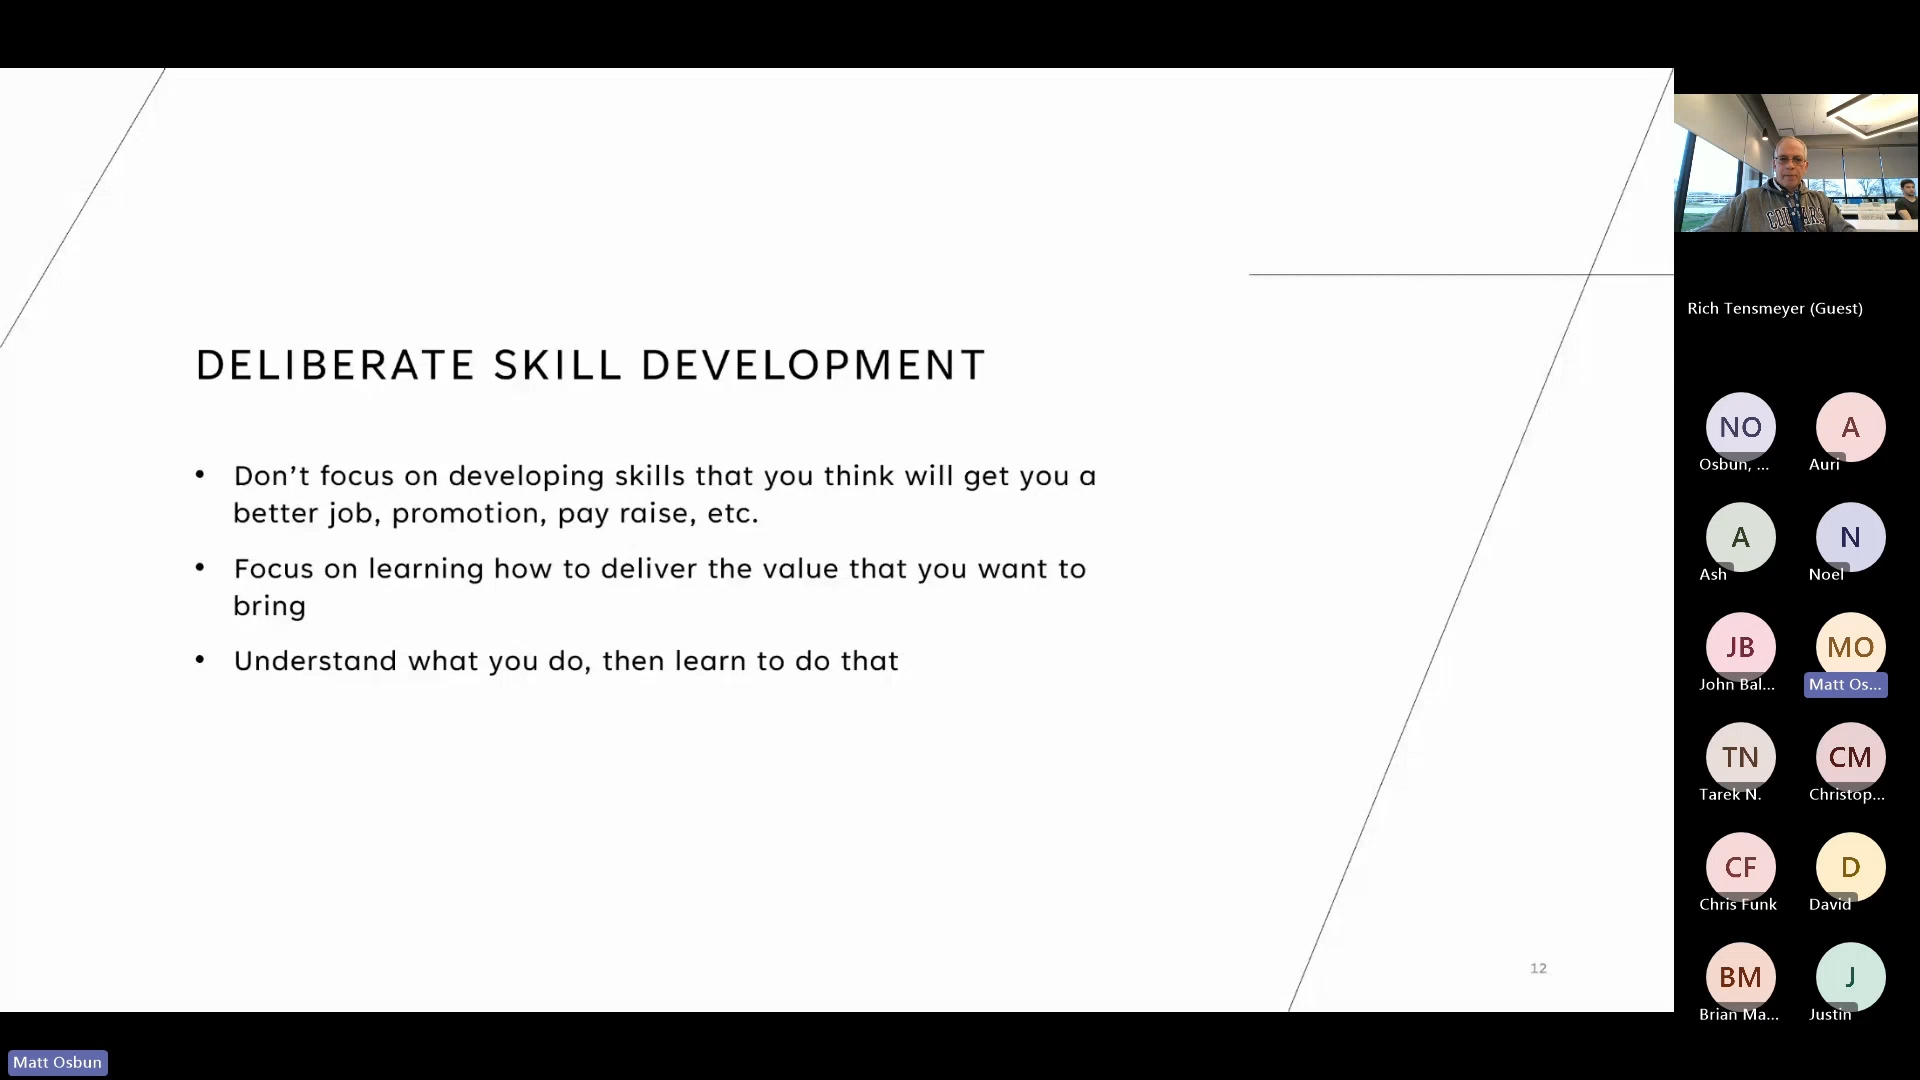 DELIBERATE SKILL DEVELOPMENT
• Don’t focus on developing skills that you think will get you a
better job, promotion, pay raise, etc.
• Focus on learning how to deliver the value that you want to
bring
• Understand what you do, then learn to do that
12
Rich Tensmeyer (Guest)
NO
Osbun, ...
A
Auri
A
Ash
N
Noel
JB
John Bal...
MO
Matt Os...
TN
Tarek N.
CM
Christop...
CF
Chris Funk
D
David
BM
Brian Ma...
J
Justin
Matt Osbun